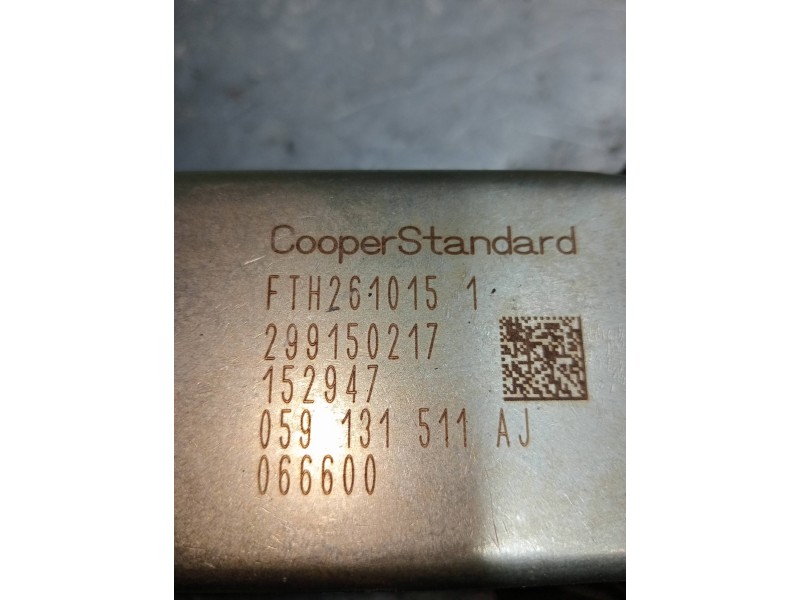 CooperStandard
FTH261015 1
299150217
152947
059 131 511 AJ
066600